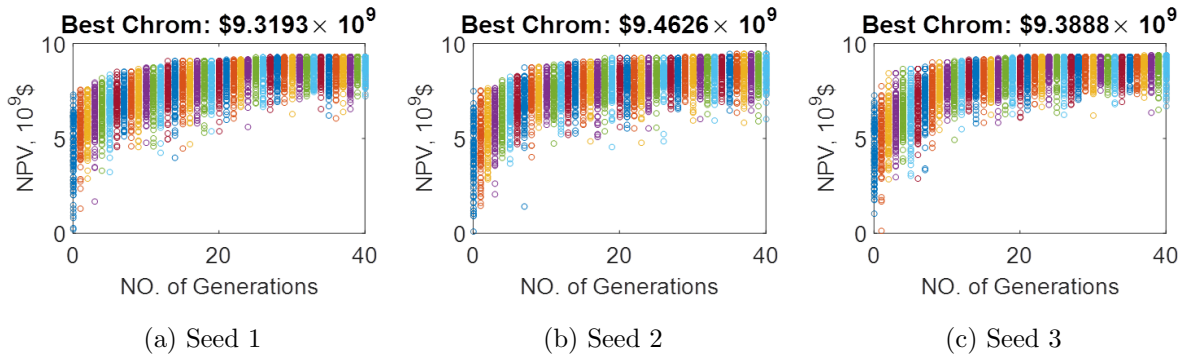 Best Chrom: $9.3193× 10^9
10
5
0
NPV, 10^9$
0
20
40
NO. of Generations
(a) Seed 1
Best Chrom: $9.4626× 10^9
10
5
0
NPV, 10^9$
0
20
40
NO. of Generations
(b) Seed 2
Best Chrom: $9.3888× 10^9
10
5
0
NPV, 10^9$
0
20
40
NO. of Generations
(c) Seed 3